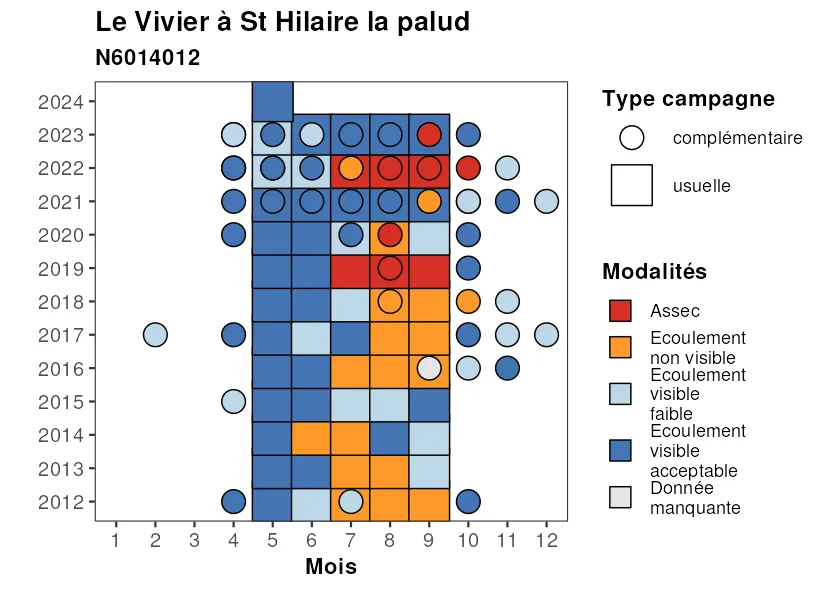 Le Vivier à St Hilaire la palud
N6014012
2024
2023
2022
2021
2020
2019
2018
2017
2016
2015
2014
2013
2012
1 2 3 4 5 6 7 8 9 10 11 12
Mois
Type campagne
complémentaire
usuelle
Modalités
Assec
Ecoulement
non visible
Ecoulement
visible
faible
Ecoulement
visible
acceptable
Donnée
manquante